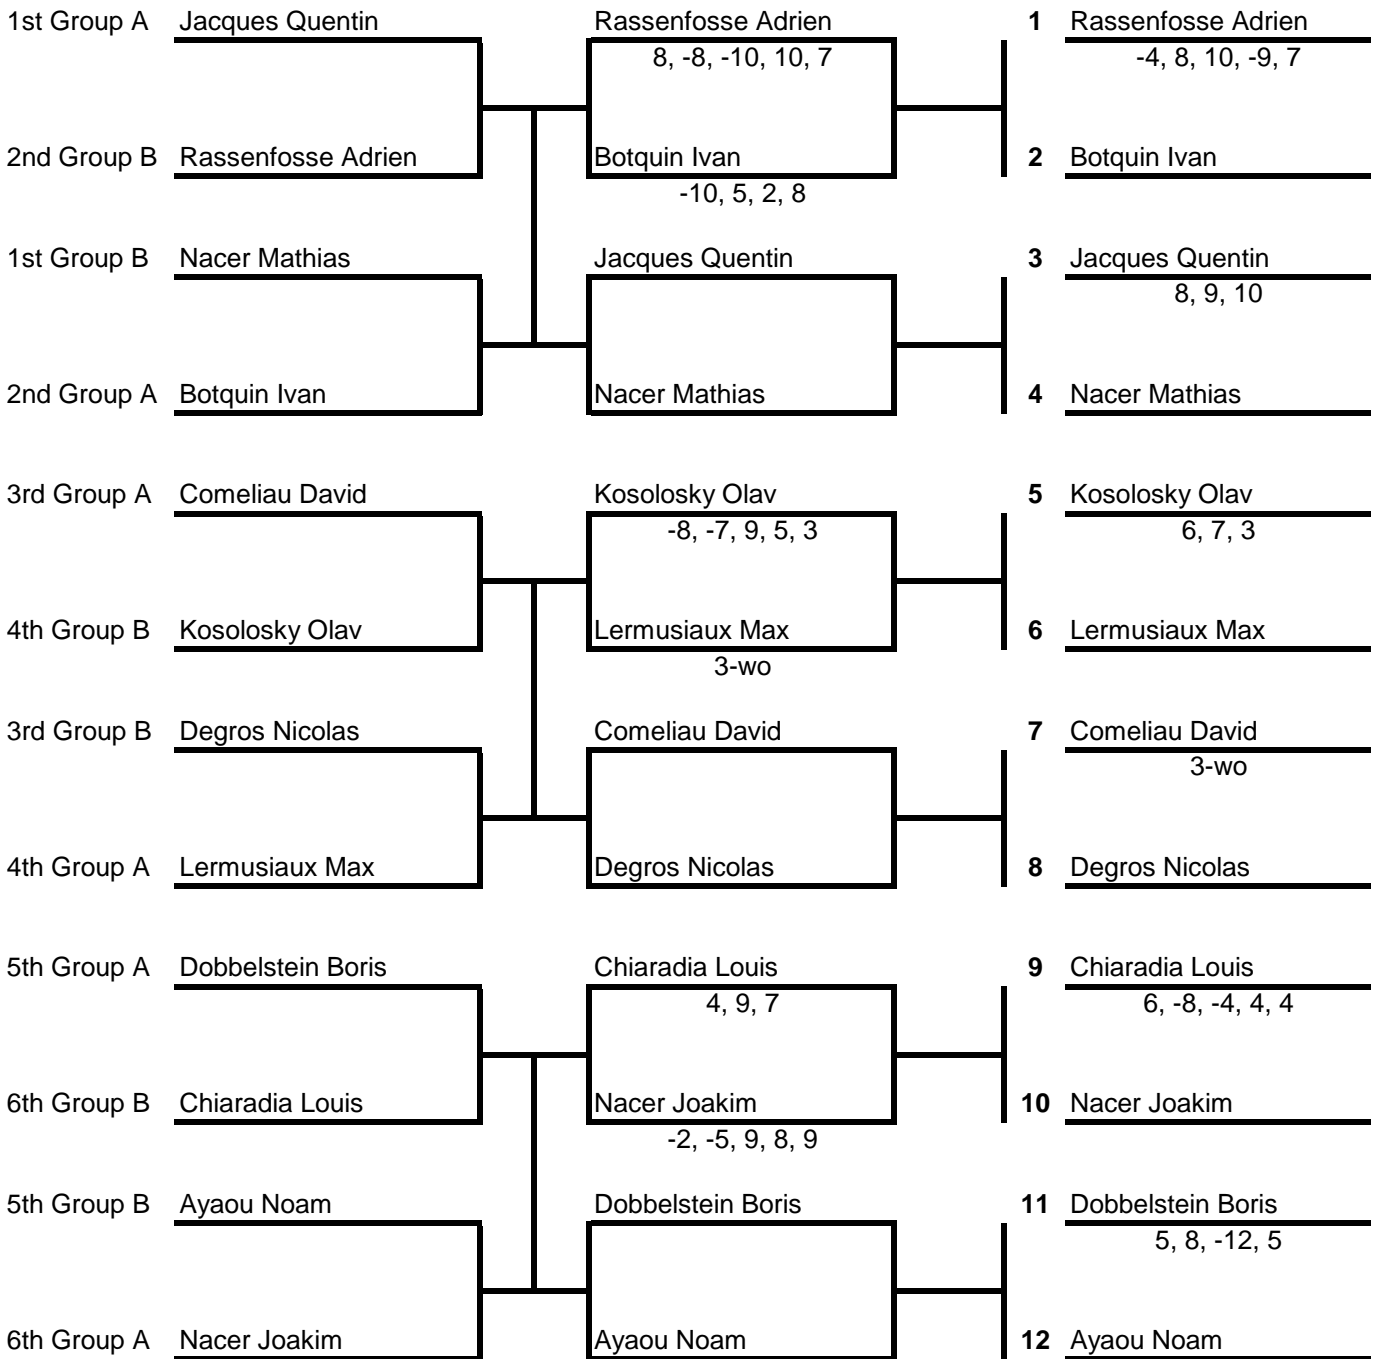 1st Group A Jacques Quentin Rassenfosse Adrien 1 Rassenfosse Adrien
8, -8, -10, 10, 7 -4, 8, 10, -9, 7
2nd Group B Rassenfosse Adrien Botquin Ivan 2 Botquin Ivan
-10, 5, 2, 8
1st Group B Nacer Mathias Jacques Quentin 3 Jacques Quentin
8, 9, 10
2nd Group A Botquin Ivan Nacer Mathias 4 Nacer Mathias
3rd Group A Comeliau David Kosolosky Olav 5 Kosolosky Olav
-8, -7, 9, 5, 3 6, 7, 3
4th Group B Kosolosky Olav Lermusiaux Max 6 Lermusiaux Max
3-wo
3rd Group B Degros Nicolas Comeliau David 7 Comeliau David
3-wo
4th Group A Lermusiaux Max Degros Nicolas 8 Degros Nicolas
5th Group A Dobbelstein Boris Chiaradia Louis 9 Chiaradia Louis
4, 9, 7 6, -8, -4, 4, 4
6th Group B Chiaradia Louis Nacer Joakim 10 Nacer Joakim
-2, -5, 9, 8, 9
5th Group B Ayaou Noam Dobbelstein Boris 11 Dobbelstein Boris
5, 8, -12, 5
6th Group A Nacer Joakim Ayaou Noam 12 Ayaou Noam